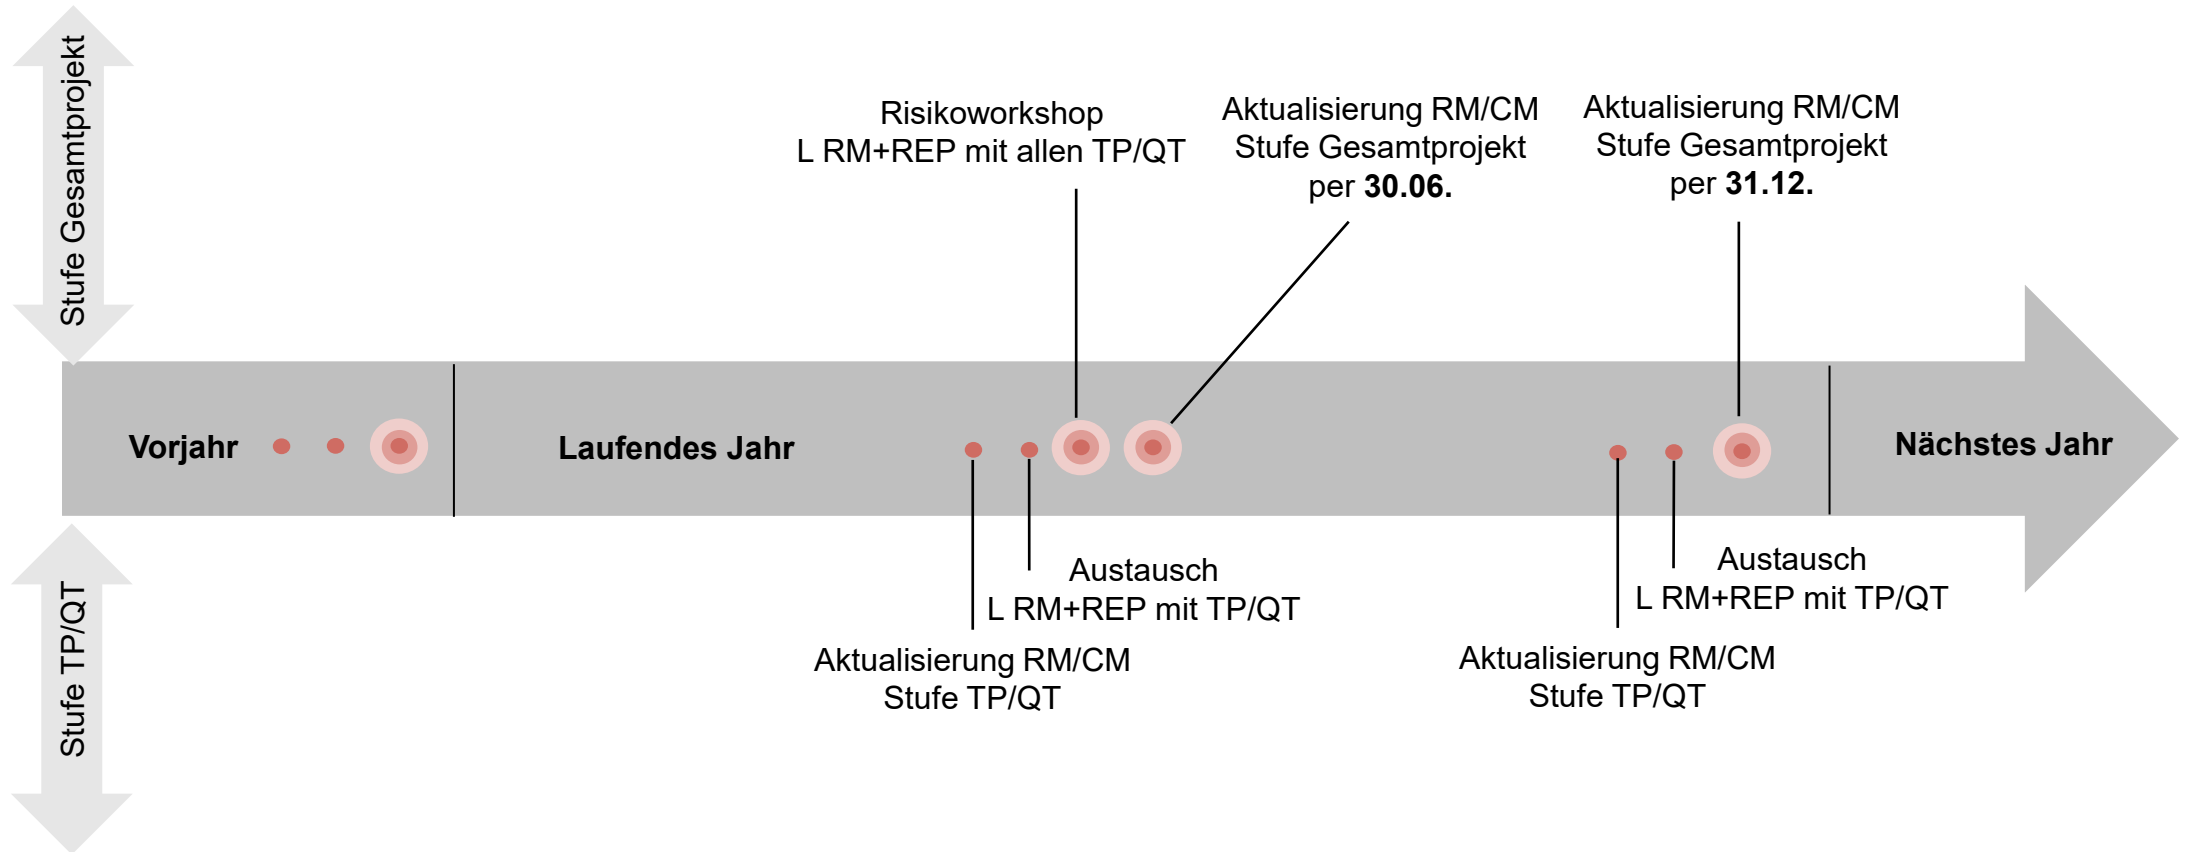 Stufe Gesamtprojekt
Risikoworkshop
L RM+REP mit allen TP/QT
Aktualisierung RM/CM
Stufe Gesamtprojekt
per 30.06.
Aktualisierung RM/CM
Stufe Gesamtprojekt
per 31.12.
Vorjahr
Laufendes Jahr
Nächstes Jahr
Stufe TP/QT
Austausch
L RM+REP mit TP/QT
Aktualisierung RM/CM
Stufe TP/QT
Austausch
L RM+REP mit TP/QT
Aktualisierung RM/CM
Stufe TP/QT